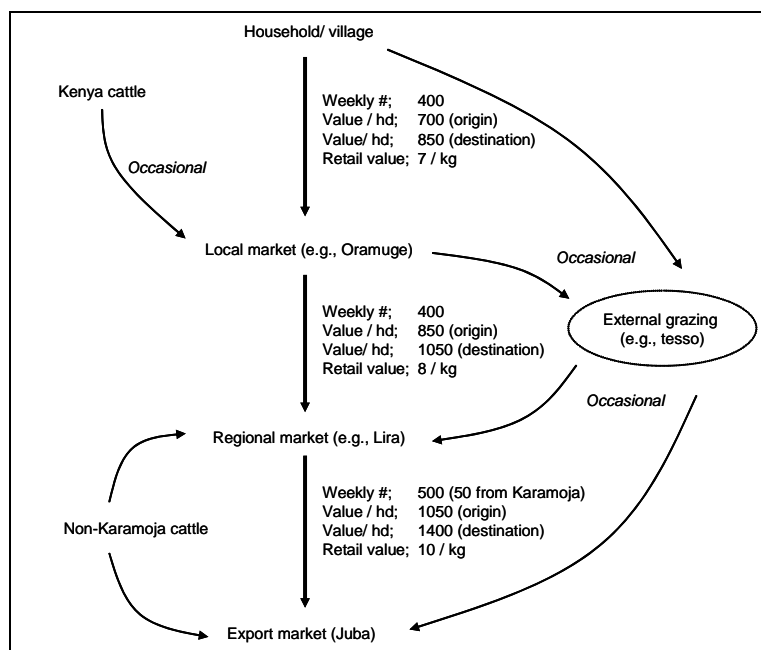 Household/ village
Kenya cattle
Weekly #; 400
Value / hd; 700 (origin)
Value/ hd; 850 (destination)
Retail value; 7 / kg
Occasional
Local market (e.g., Oramuge)
Occasional
Weekly #; 400
Value / hd; 850 (origin)
Value/ hd; 1050 (destination)
Retail value; 8 / kg
External grazing
(e.g., tesso)
Occasional
Regional market (e.g., Lira)
Weekly #; 500 (50 from Karamoja)
Value / hd; 1050 (origin)
Value/ hd; 1400 (destination)
Retail value; 10 / kg
Non-Karamoja cattle
Export market (Juba)